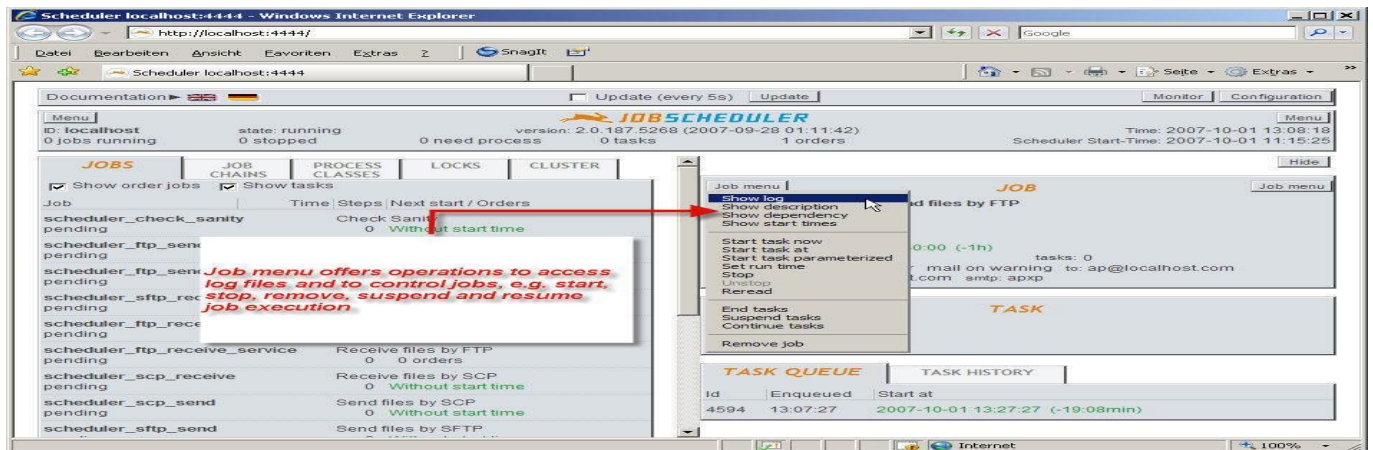 Scheduler localhost:4444 - Windows Internet Explorer
http://localhost:4444/
Google
Datei Bearbeiten Ansicht Favoriten Extras ? SnagIt
Scheduler localhost:4444
Seite Extras
Documentation
Update (every 5s) Update
Monitor Configuration
Menu
JOBSCHEDULER
Menu
ID: localhost state: running version: 2.0.187.5268 (2007-09-28 01:11:42) Time: 2007-10-01 13:08:18
0 jobs running 0 stopped 0 need process 0 tasks 1 orders Scheduler Start-Time: 2007-10-01 11:15:25
JOBS
JOB CHAINS
PROCESS CLASSES
LOCKS
CLUSTER
Show order jobs Show tasks
Job Time Steps Next start / Orders
scheduler_check_sanity Check Sanity
pending 0 Without start time
scheduler_ftp_sen
pending
scheduler_ftp_sen
pending
scheduler_sftp_rec
pending
scheduler_ftp_rece
pending
scheduler_ftp_receive_service Receive files by FTP
pending 0 0 orders
scheduler_scp_receive Receive files by SCP
pending 0 Without start time
scheduler_scp_send Send files by SCP
pending 0 Without start time
scheduler_sftp_send Send files by SFTP
Job menu offers operations to access
log files and to control jobs, e.g. start,
stop, remove, suspend and resume
job execution
Hide
Job menu
JOB
Job menu
Show log
Show description
Show dependency
Show start times
Start task now
Start task at
Start task parameterized
Set run time
Stop
Unstop
Reread
End tasks
Suspend tasks
Continue tasks
Remove job
d files by FTP
0:00 (-1h)
tasks: 0
mail on warning to: ap@localhost.com
t.com smtp: apxp
TASK
TASK QUEUE
TASK HISTORY
Id Enqueued Start at
4594 13:07:27 2007-10-01 13:27:27 (-19:08min)
Internet
100%